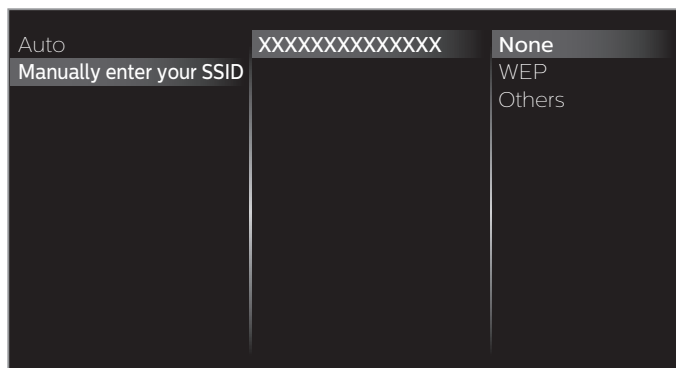 Auto
Manually enter your SSID
XXXXXXXXXXXXXX
None
WEP
Others